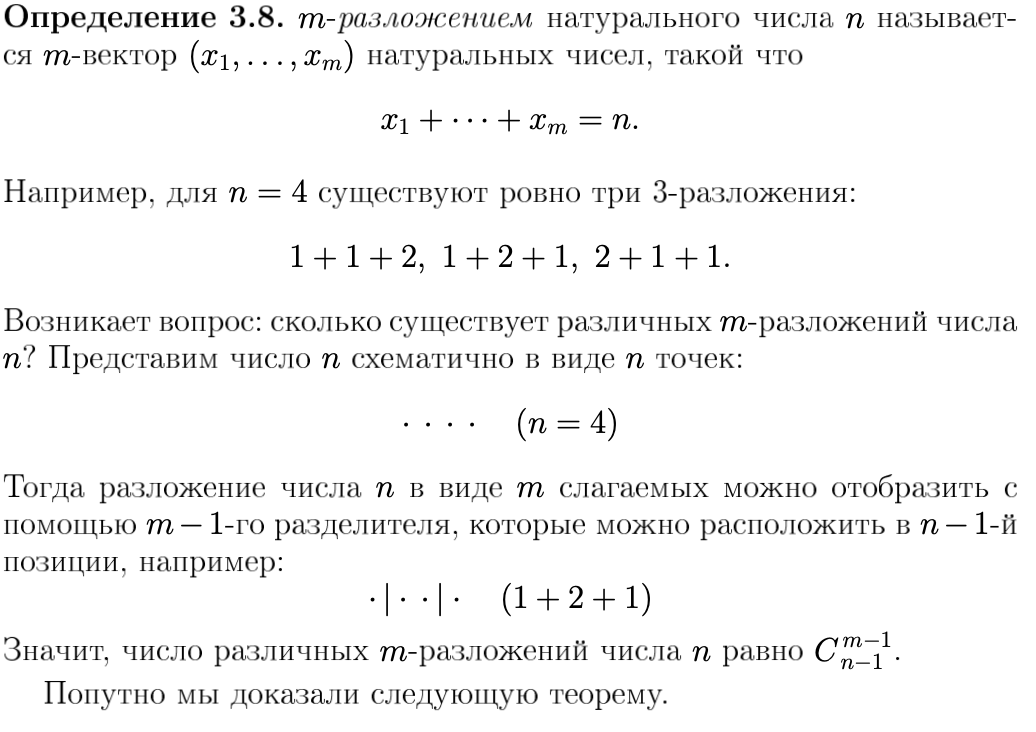 Определение 3.8. m-разложением натурального числа n называет-
ся m-вектор (x₁, . . . , xₘ) натуральных чисел, такой что
x₁ + · · · + xₘ = n.
Например, для n = 4 существуют ровно три 3-разложения:
1 + 1 + 2, 1 + 2 + 1, 2 + 1 + 1.
Возникает вопрос: сколько существует различных m-разложений числа
n? Представим число n схематично в виде n точек:
· · · · (n = 4)
Тогда разложение числа n в виде m слагаемых можно отобразить с
помощью m − 1-го разделителя, которые можно расположить в n − 1-й
позиции, например:
· | · · | · (1 + 2 + 1)
Значит, число различных m-разложений числа n равно C_{n−1}^{m−1}.
Попутно мы доказали следующую теорему.